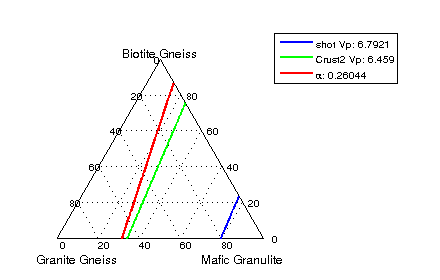 Biotite Gneiss
shot Vp: 6.7921
Crust2 Vp: 6.459
α: 0.26044
0
20 80
40 60
60 40
80 20
0 20 40 60 80 0
Granite Gneiss Mafic Granulite